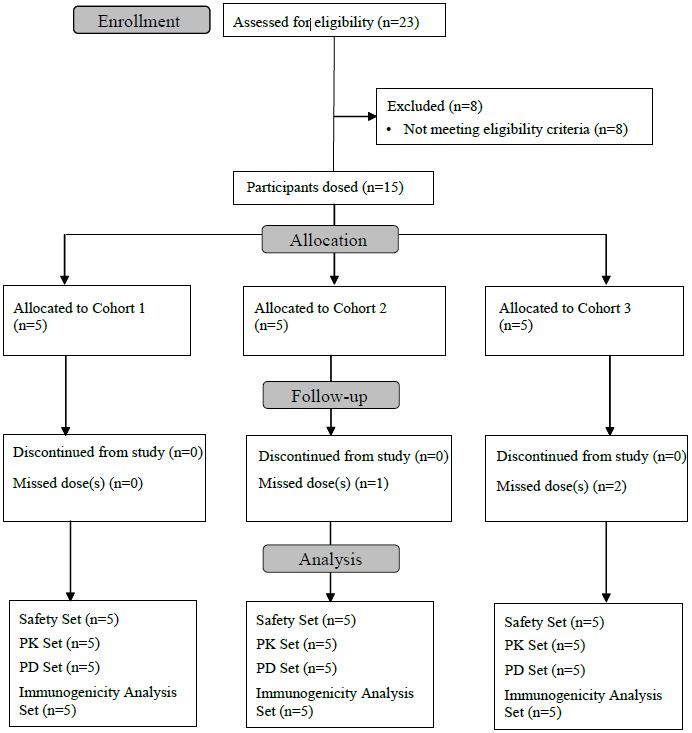 Enrollment
Assessed for eligibility (n=23)
Excluded (n=8)
• Not meeting eligibility criteria (n=8)
Participants dosed (n=15)
Allocation
Allocated to Cohort 1
(n=5)
Allocated to Cohort 2
(n=5)
Allocated to Cohort 3
(n=5)
Follow-up
Discontinued from study (n=0)
Missed dose(s) (n=0)
Discontinued from study (n=0)
Missed dose(s) (n=1)
Discontinued from study (n=0)
Missed dose(s) (n=2)
Analysis
Safety Set (n=5)
PK Set (n=5)
PD Set (n=5)
Immunogenicity Analysis
Set (n=5)
Safety Set (n=5)
PK Set (n=5)
PD Set (n=5)
Immunogenicity Analysis
Set (n=5)
Safety Set (n=5)
PK Set (n=5)
PD Set (n=5)
Immunogenicity Analysis
Set (n=5)